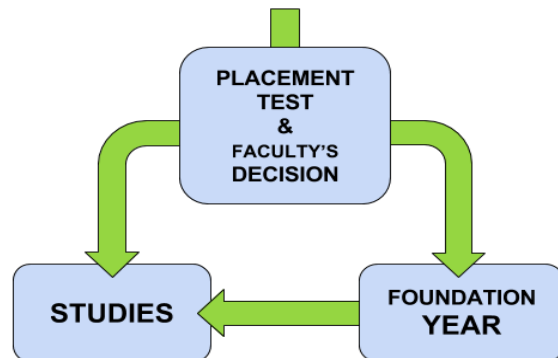 PLACEMENT
TEST
&
FACULTY'S
DECISION
STUDIES
FOUNDATION
YEAR